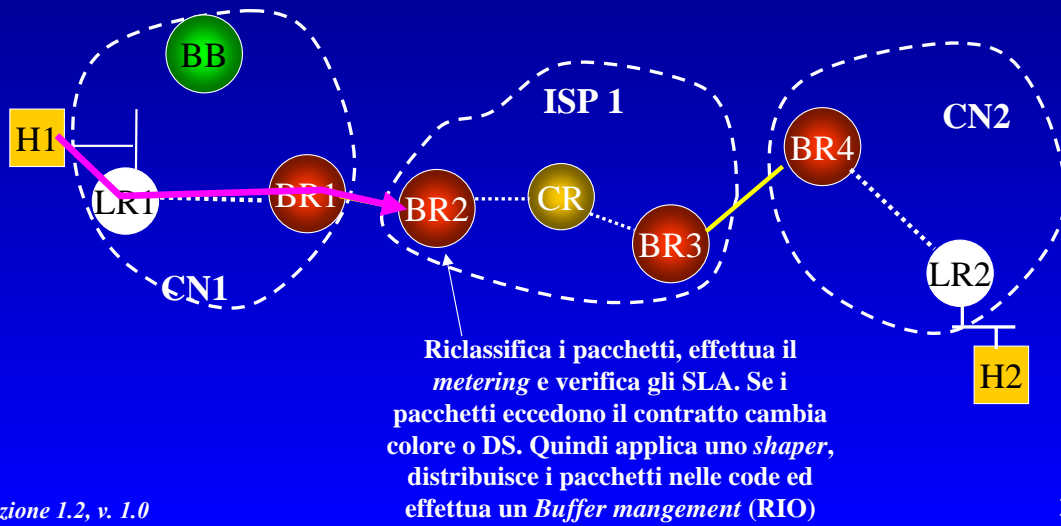 BB
ISP 1
CN2
H1
BR4
LR1
BR1
BR2
CR
BR3
LR2
CN1
H2
Riclassifica i pacchetti, effettua il
metering e verifica gli SLA. Se i
pacchetti eccedono il contratto cambia
colore o DS. Quindi applica uno shaper,
distribuisce i pacchetti nelle code ed
effettua un Buffer mangement (RIO)
zione 1.2, v. 1.0